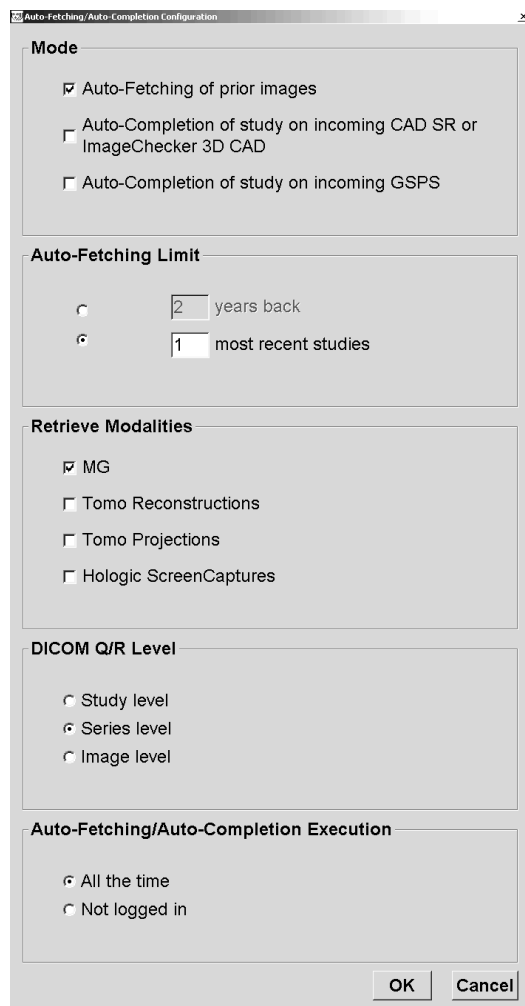 Auto-Fetching/Auto-Completion Configuration
Mode
Auto-Fetching of prior images
Auto-Completion of study on incoming CAD SR or
ImageChecker 3D CAD
Auto-Completion of study on incoming GSPS
Auto-Fetching Limit
2 years back
1 most recent studies
Retrieve Modalities
MG
Tomo Reconstructions
Tomo Projections
Hologic ScreenCaptures
DICOM Q/R Level
Study level
Series level
Image level
Auto-Fetching/Auto-Completion Execution
All the time
Not logged in
OK Cancel